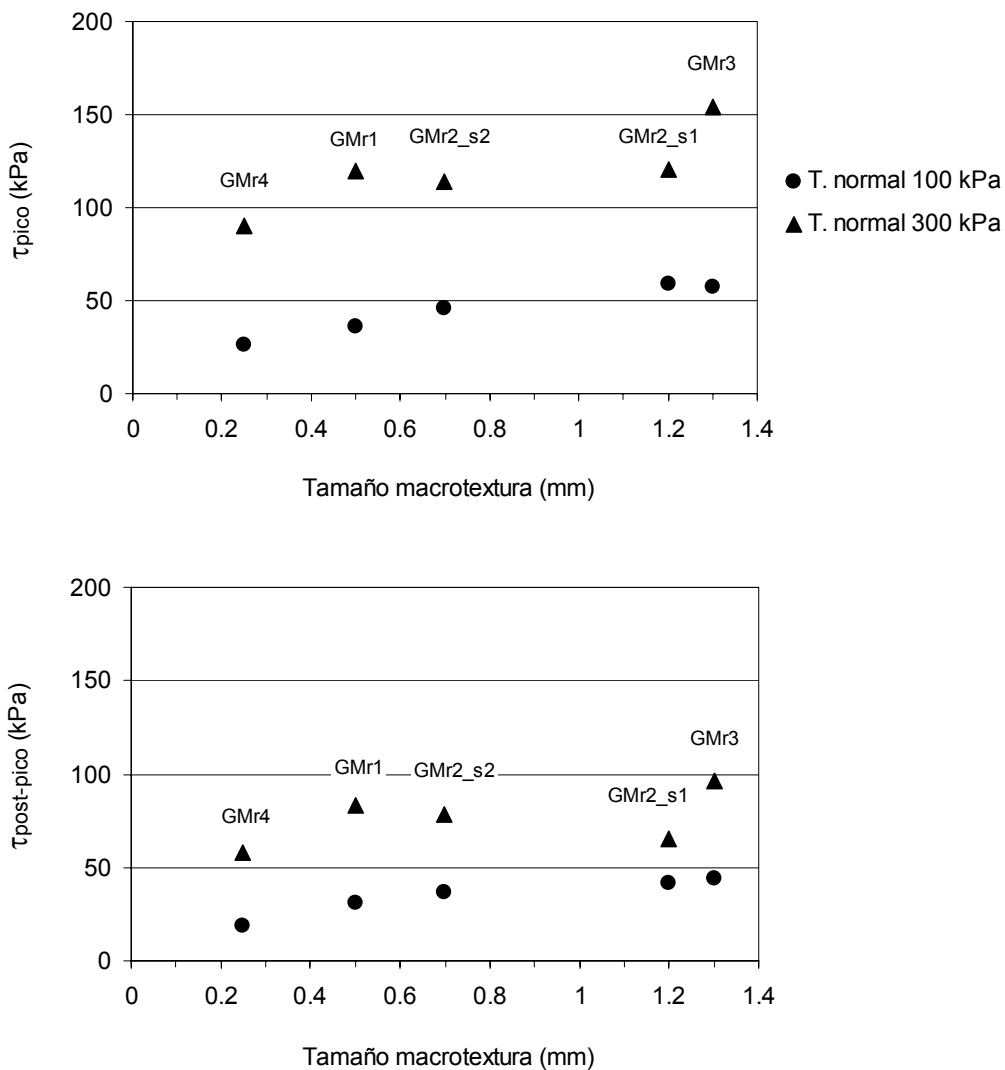 200
GMr3
150
GMr1
GMr2_s2
GMr2_s1
T. normal 100 kPa
GMr4
T. normal 300 kPa
100
τpico (kPa)
50
0
0 0.2 0.4 0.6 0.8 1 1.2 1.4
Tamaño macrotextura (mm)
200
150
GMr3
100
GMr1
GMr2_s2
GMr2_s1
GMr4
τpost-pico (kPa)
50
0
0 0.2 0.4 0.6 0.8 1 1.2 1.4
Tamaño macrotextura (mm)